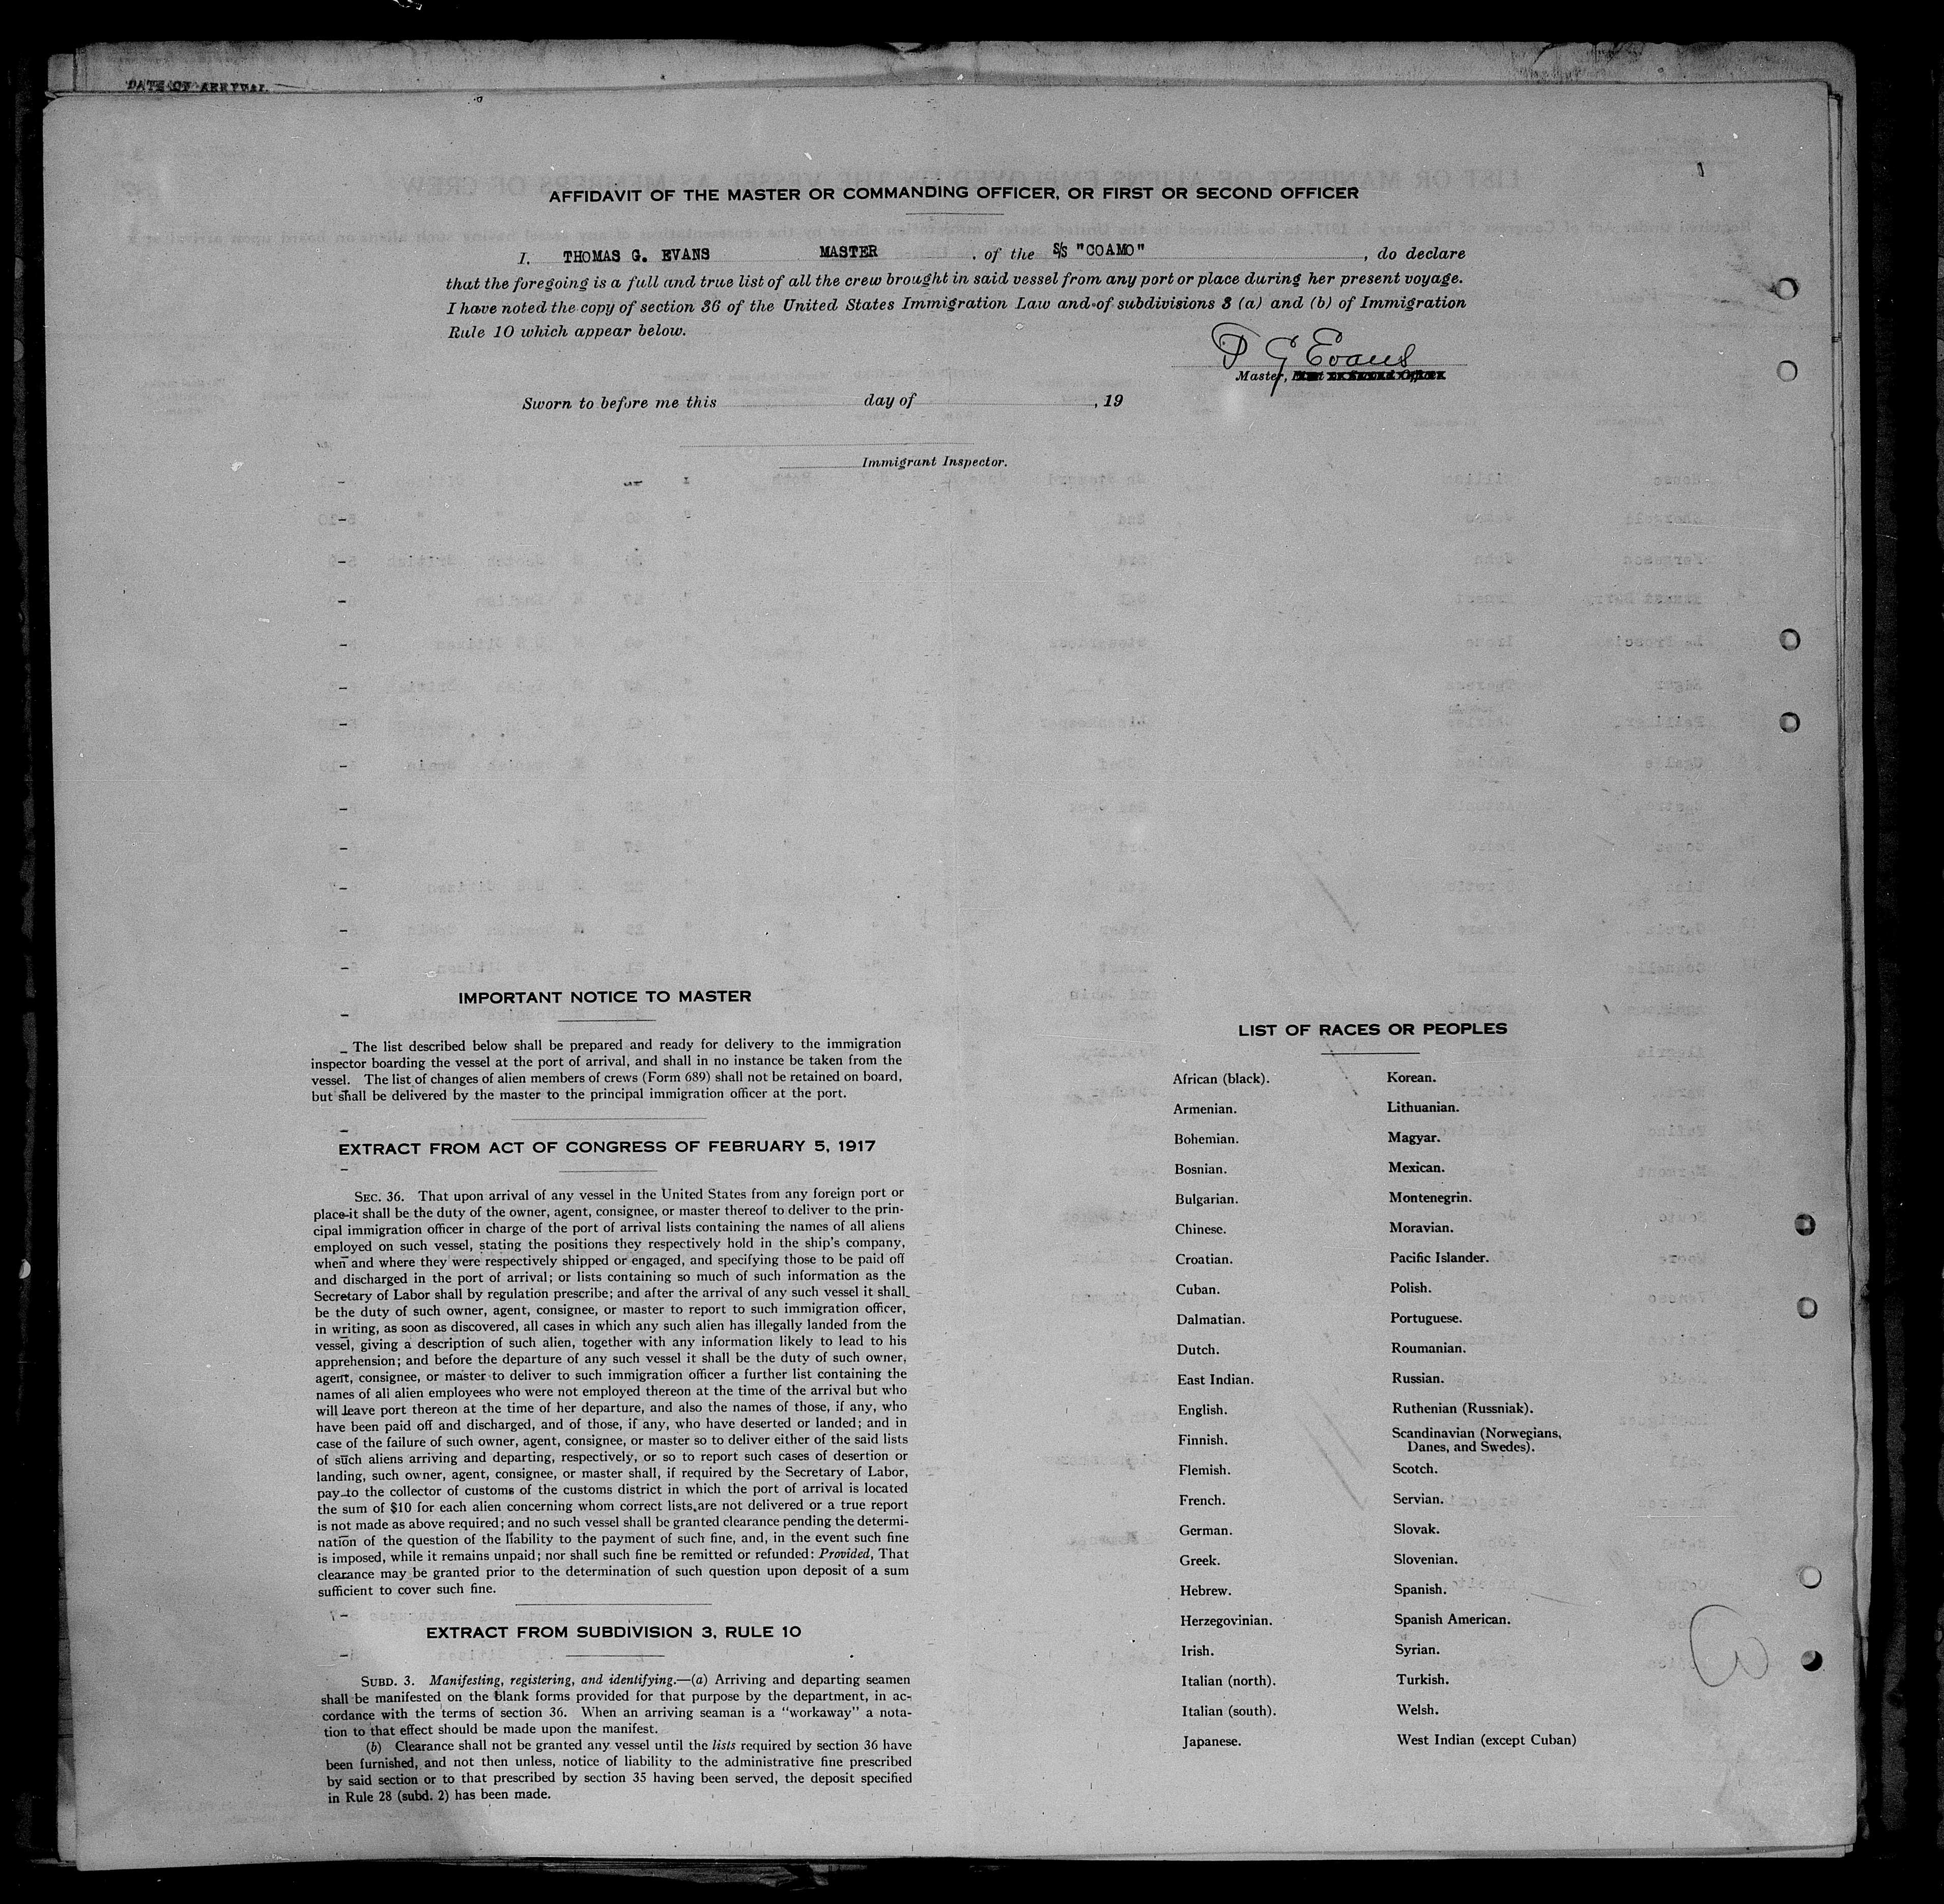 DATE OF ARRIVAL
AFFIDAVIT OF THE MASTER OR COMMANDING OFFICER, OR FIRST OR SECOND OFFICER
I, THOMAS G. EVANS MASTER , of the S/S "COAMO" , do declare
that the foregoing is a full and true list of all the crew brought in said vessel from any port or place during her present voyage.
I have noted the copy of section 36 of the United States Immigration Law and of subdivisions 3 (a) and (b) of Immigration
Rule 10 which appear below.
T G Evans
Master,
Sworn to before me this day of , 19
Immigrant Inspector.
IMPORTANT NOTICE TO MASTER
The list described below shall be prepared and ready for delivery to the immigration
inspector boarding the vessel at the port of arrival, and shall in no instance be taken from the
vessel. The list of changes of alien members of crews (Form 689) shall not be retained on board,
but shall be delivered by the master to the principal immigration officer at the port.
EXTRACT FROM ACT OF CONGRESS OF FEBRUARY 5, 1917
SEC. 36. That upon arrival of any vessel in the United States from any foreign port or
place it shall be the duty of the owner, agent, consignee, or master thereof to deliver to the prin-
cipal immigration officer in charge of the port of arrival lists containing the names of all aliens
employed on such vessel, stating the positions they respectively hold in the ship's company,
when and where they were respectively shipped or engaged, and specifying those to be paid off
and discharged in the port of arrival; or lists containing so much of such information as the
Secretary of Labor shall by regulation prescribe; and after the arrival of any such vessel it shall
be the duty of such owner, agent, consignee, or master to report to such immigration officer,
in writing, as soon as discovered, all cases in which any such alien has illegally landed from the
vessel, giving a description of such alien, together with any information likely to lead to his
apprehension; and before the departure of any such vessel it shall be the duty of such owner,
agent, consignee, or master to deliver to such immigration officer a further list containing the
names of all alien employees who were not employed thereon at the time of the arrival but who
will leave port thereon at the time of her departure, and also the names of those, if any, who
have been paid off and discharged, and of those, if any, who have deserted or landed; and in
case of the failure of such owner, agent, consignee, or master so to deliver either of the said lists
of such aliens arriving and departing, respectively, or so to report such cases of desertion or
landing, such owner, agent, consignee, or master shall, if required by the Secretary of Labor,
pay to the collector of customs of the customs district in which the port of arrival is located
the sum of $10 for each alien concerning whom correct lists are not delivered or a true report
is not made as above required; and no such vessel shall be granted clearance pending the determi-
nation of the question of the liability to the payment of such fine, and, in the event such fine
is imposed, while it remains unpaid; nor shall such fine be remitted or refunded: Provided, That
clearance may be granted prior to the determination of such question upon deposit of a sum
sufficient to cover such fine.
EXTRACT FROM SUBDIVISION 3, RULE 10
SUBD. 3. Manifesting, registering, and identifying.—(a) Arriving and departing seamen
shall be manifested on the blank forms provided for that purpose by the department, in ac-
cordance with the terms of section 36. When an arriving seaman is a "workaway" a nota-
tion to that effect should be made upon the manifest.
(b) Clearance shall not be granted any vessel until the lists required by section 36 have
been furnished, and not then unless, notice of liability to the administrative fine prescribed
by said section or to that prescribed by section 35 having been served, the deposit specified
in Rule 28 (subd. 2) has been made.
LIST OF RACES OR PEOPLES
African (black).
Armenian.
Bohemian.
Bosnian.
Bulgarian.
Chinese.
Croatian.
Cuban.
Dalmatian.
Dutch.
East Indian.
English.
Finnish.
Flemish.
French.
German.
Greek.
Hebrew.
Herzegovinian.
Irish.
Italian (north).
Italian (south).
Japanese.
Korean.
Lithuanian.
Magyar.
Mexican.
Montenegrin.
Moravian.
Pacific Islander.
Polish.
Portuguese.
Roumanian.
Russian.
Ruthenian (Russniak).
Scandinavian (Norwegians,
Danes, and Swedes).
Scotch.
Servian.
Slovak.
Slovenian.
Spanish.
Spanish American.
Syrian.
Turkish.
Welsh.
West Indian (except Cuban)